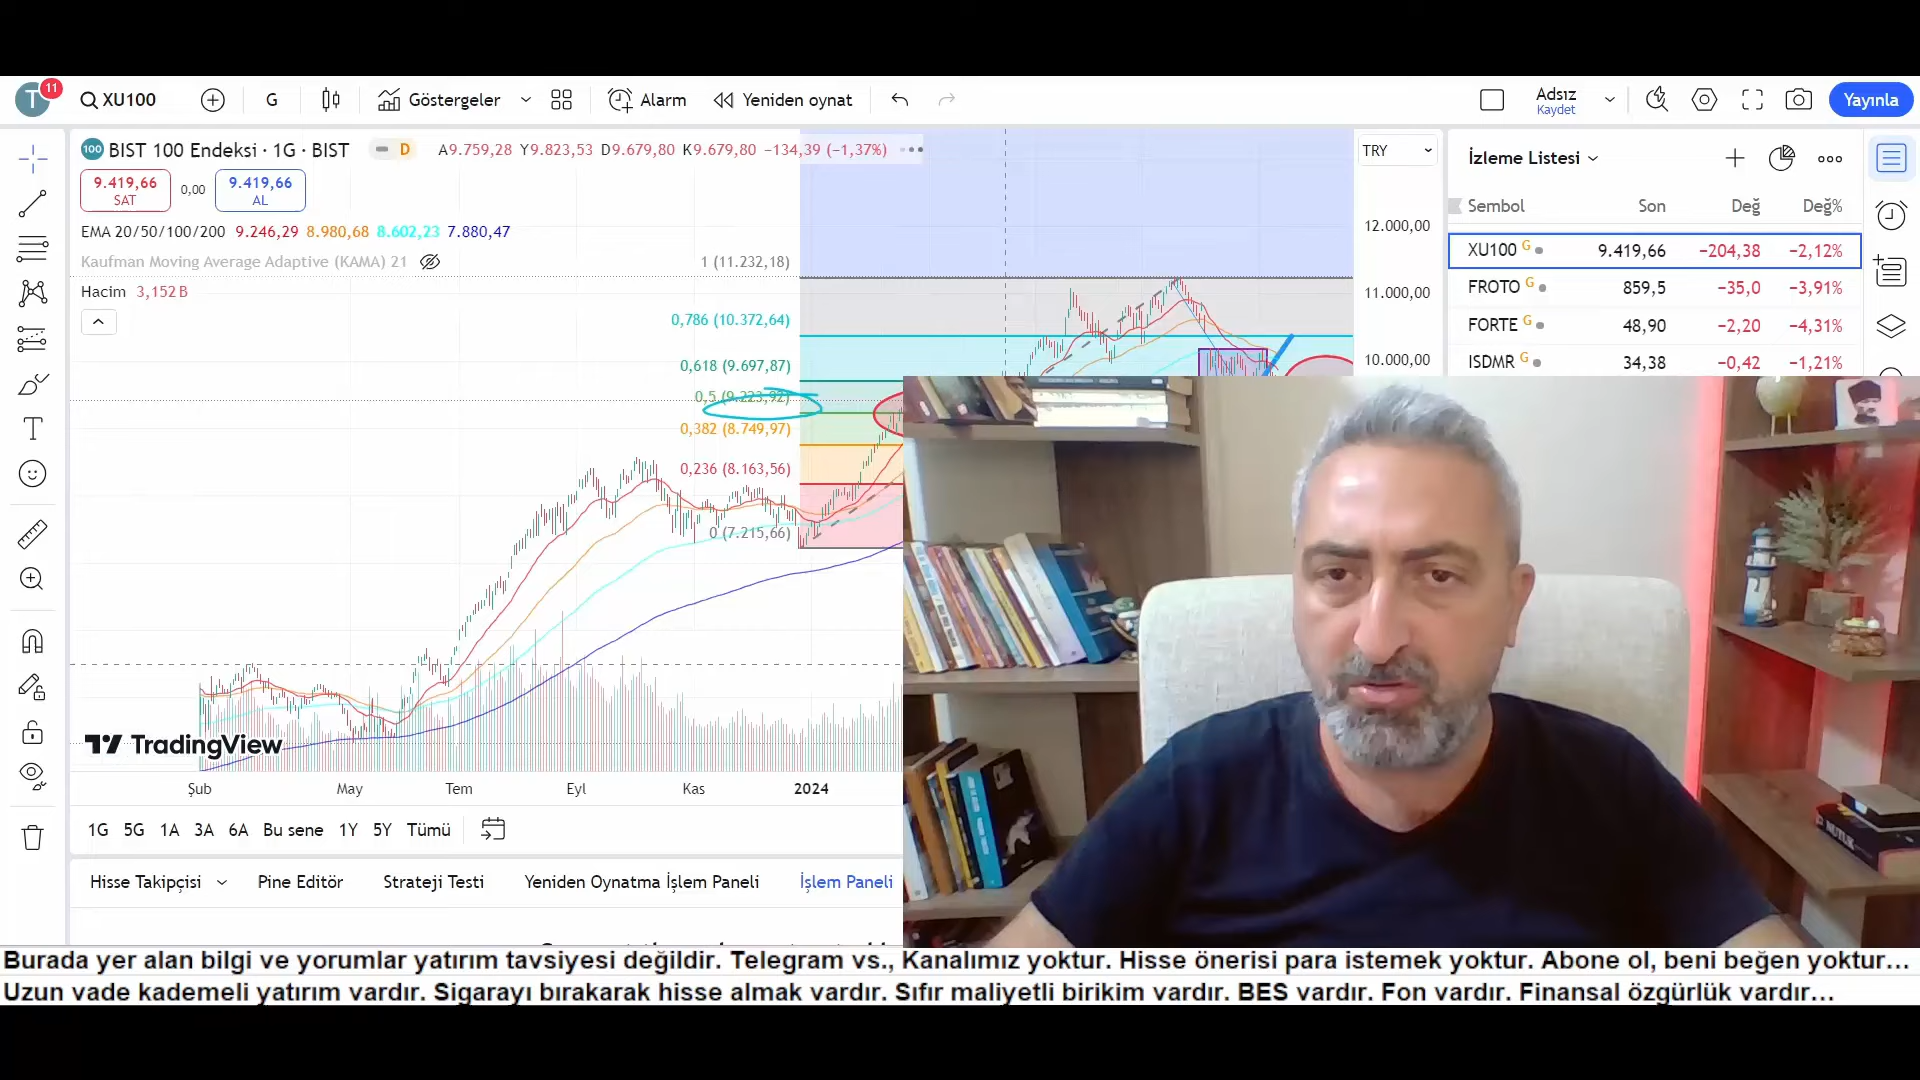 T 11 XU100 G Göstergeler Alarm Yeniden oynat Adsız Kaydet Yayınla
100 BIST 100 Endeksi · 1G · BIST D A9.759,28 Y9.823,53 D9.679,80 K9.679,80 −134,39 (−1,37%) TRY
9.419,66 SAT 0,00 9.419,66 AL
EMA 20/50/100/200 9.246,29 8.980,68 8.602,23 7.880,47
Kaufman Moving Average Adaptive (KAMA) 21
Hacim 3,152 B
1 (11.232,18)
0,786 (10.372,64)
0,618 (9.697,87)
0,5 (9.223,92)
0,382 (8.749,97)
0,236 (8.163,56)
0 (7.215,66)
12.000,00
11.000,00
10.000,00
İzleme Listesi
Sembol Son Değ Değ%
XU100 G 9.419,66 −204,38 −2,12%
FROTO G 859,5 −35,0 −3,91%
FORTE G 48,90 −2,20 −4,31%
ISDMR G 34,38 −0,42 −1,21%
TradingView
Şub May Tem Eyl Kas 2024
1G 5G 1A 3A 6A Bu sene 1Y 5Y Tümü
Hisse Takipçisi Pine Editör Strateji Testi Yeniden Oynatma İşlem Paneli İşlem Paneli
NUTUK
Burada yer alan bilgi ve yorumlar yatırım tavsiyesi değildir. Telegram vs., Kanalımız yoktur. Hisse önerisi para istemek yoktur. Abone ol, beni beğen yoktur...
Uzun vade kademeli yatırım vardır. Sigarayı bırakarak hisse almak vardır. Sıfır maliyetli birikim vardır. BES vardır. Fon vardır. Finansal özgürlük vardır...